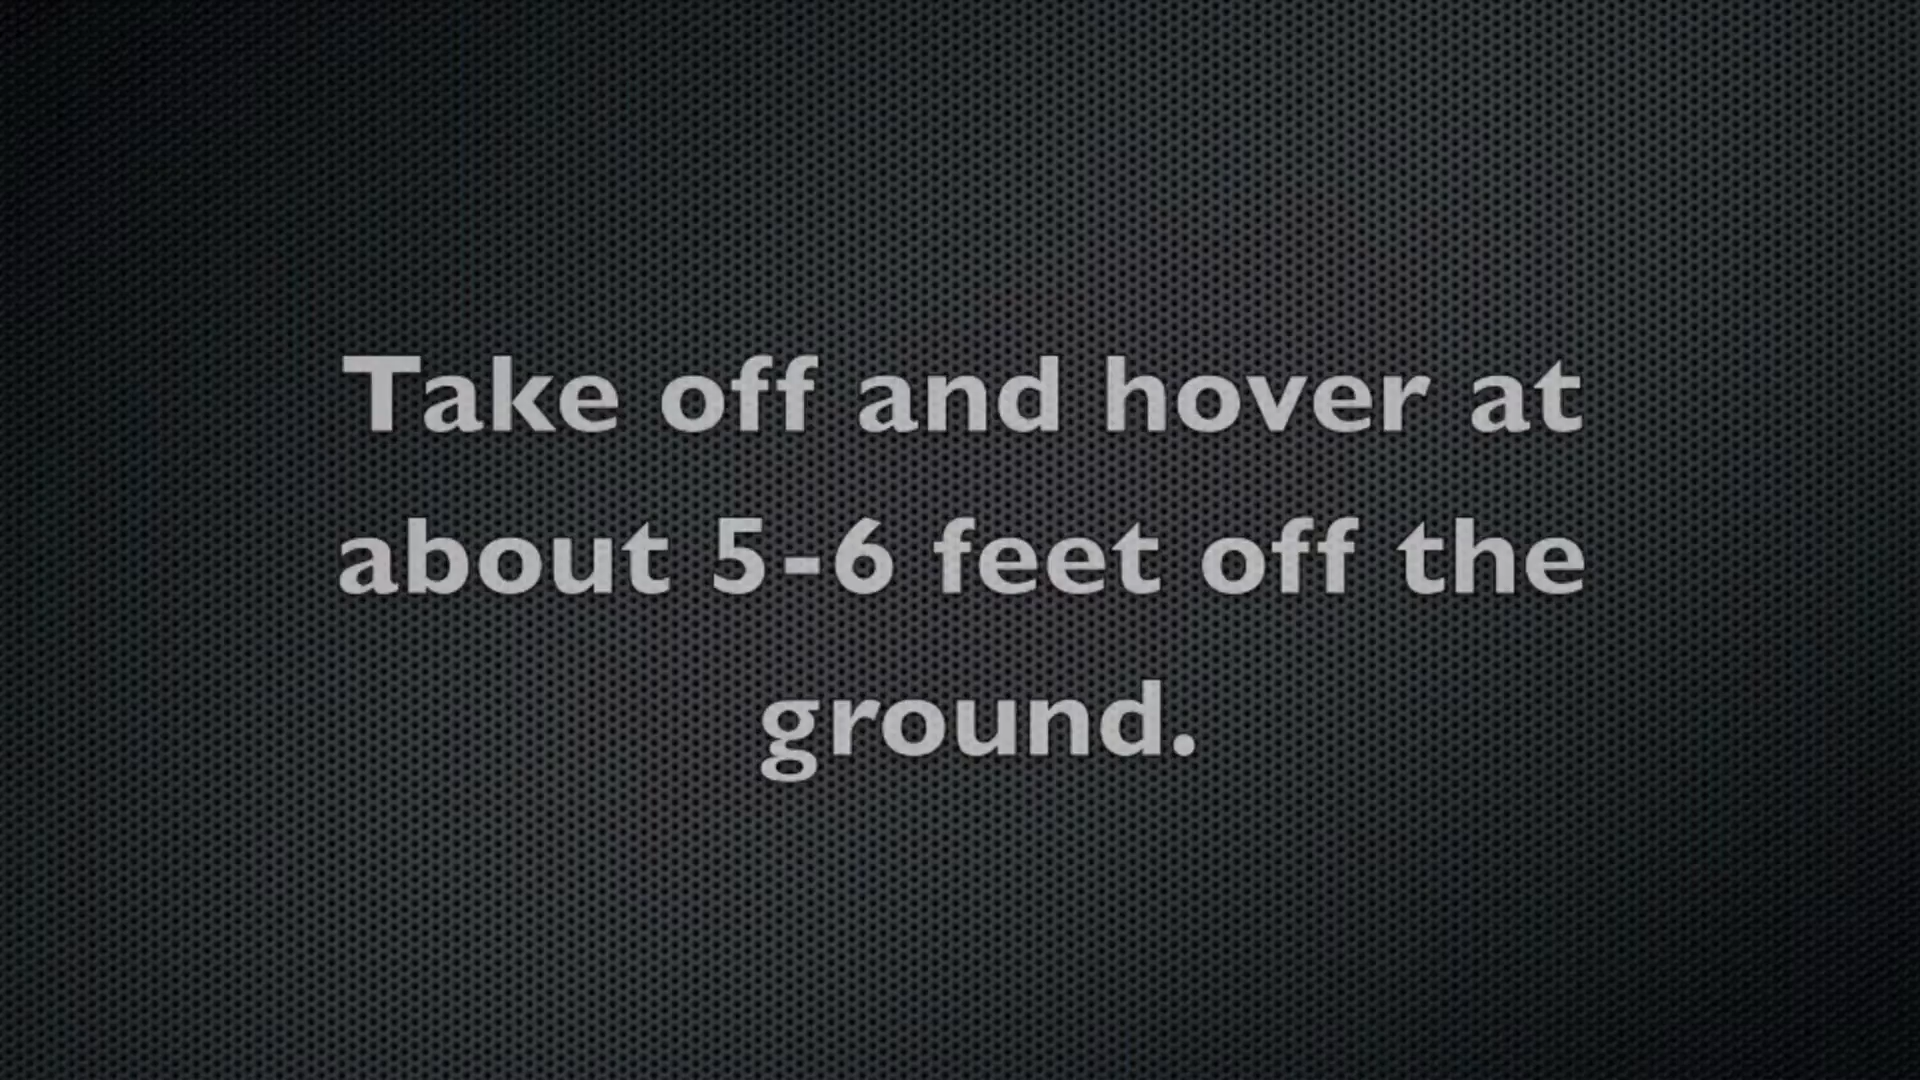 Take off and hover at
about 5-6 feet off the
ground.